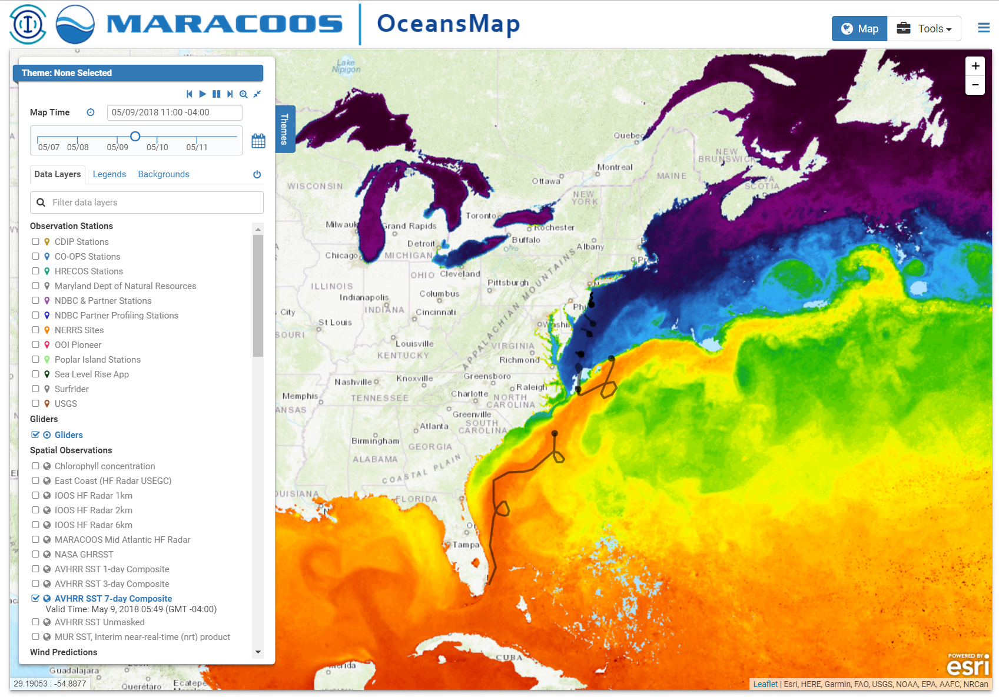 MARACOOS
OceansMap
Map
Tools
Theme: None Selected
Map Time
05/09/2018 11:00 -04:00
05/07 05/08 05/09 05/10 05/11
Themes
Data Layers Legends Backgrounds
Filter data layers
Observation Stations
CDIP Stations
CO-OPS Stations
HRECOS Stations
Maryland Dept of Natural Resources
NDBC & Partner Stations
NDBC Partner Profiling Stations
NERRS Sites
OOI Pioneer
Poplar Island Stations
Sea Level Rise App
Surfrider
USGS
Gliders
Gliders
Spatial Observations
Chlorophyll concentration
East Coast (HF Radar USEGC)
IOOS HF Radar 1km
IOOS HF Radar 2km
IOOS HF Radar 6km
MARACOOS Mid Atlantic HF Radar
NASA GHRSST
AVHRR SST 1-day Composite
AVHRR SST 3-day Composite
AVHRR SST 7-day Composite
Valid Time: May 9, 2018 05:49 (GMT -04:00)
AVHRR SST Unmasked
MUR SST, Interim near-real-time (nrt) product
Wind Predictions
+
−
Lake
Nipigon
Quebec
NEW
BRUNSWICK
Montreal
MAINE
Ottawa
SCOTIA
WISCONSIN
NEW
YORK
Toronto
Milwauk
Grand Rapids
Rochester
Buffalo
Detroit
Albany
Chicago
MICHIGAN
OHIO
Cleveland
Pittsburgh
ILLINOIS
Columbus
Indianapolis
INDIANA
Cincinnati
City
St Louis
Washi
Phi
APPALACHIAN MOUNTAINS
SOURI
Louisville
VIRGINIA
KENTUCKY
Richmond
Nashville
Knoxville
Greensboro
Raleigh
Memphis
TENNESSEE
Charlotte
NORTH
CAROLINA
ANSAS
Greenville
Atlanta
SOUTH
CAROLINA
Birmingham
GEORGIA
ALABAMA
COASTAL PLAIN
OUISIANA
FLORIDA
Tampa
CUBA
Guadalajara
Querétaro
Ecatepe
29.19053 : -54.8877
POWERED BY
esri
Leaflet | Esri, HERE, Garmin, FAO, USGS, NOAA, EPA, AAFC, NRCan